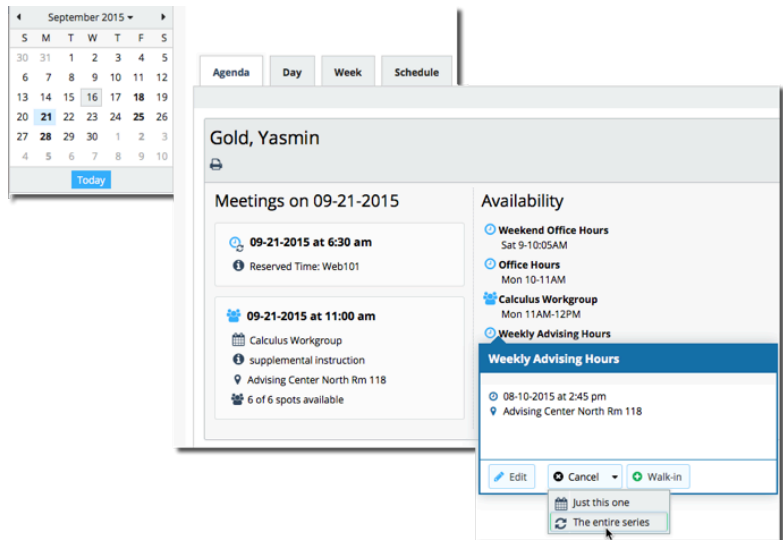 September 2015
S M T W T F S
30 31 1 2 3 4 5
6 7 8 9 10 11 12
13 14 15 16 17 18 19
20 21 22 23 24 25 26
27 28 29 30 1 2 3
4 5 6 7 8 9 10
Today
Agenda Day Week Schedule
Gold, Yasmin
Meetings on 09-21-2015
09-21-2015 at 6:30 am
Reserved Time: Web101
09-21-2015 at 11:00 am
Calculus Workgroup
supplemental instruction
Advising Center North Rm 118
6 of 6 spots available
Availability
Weekend Office Hours
Sat 9-10:05AM
Office Hours
Mon 10-11AM
Calculus Workgroup
Mon 11AM-12PM
Weekly Advising Hours
Weekly Advising Hours
08-10-2015 at 2:45 pm
Advising Center North Rm 118
Edit Cancel Walk-in
Just this one
The entire series